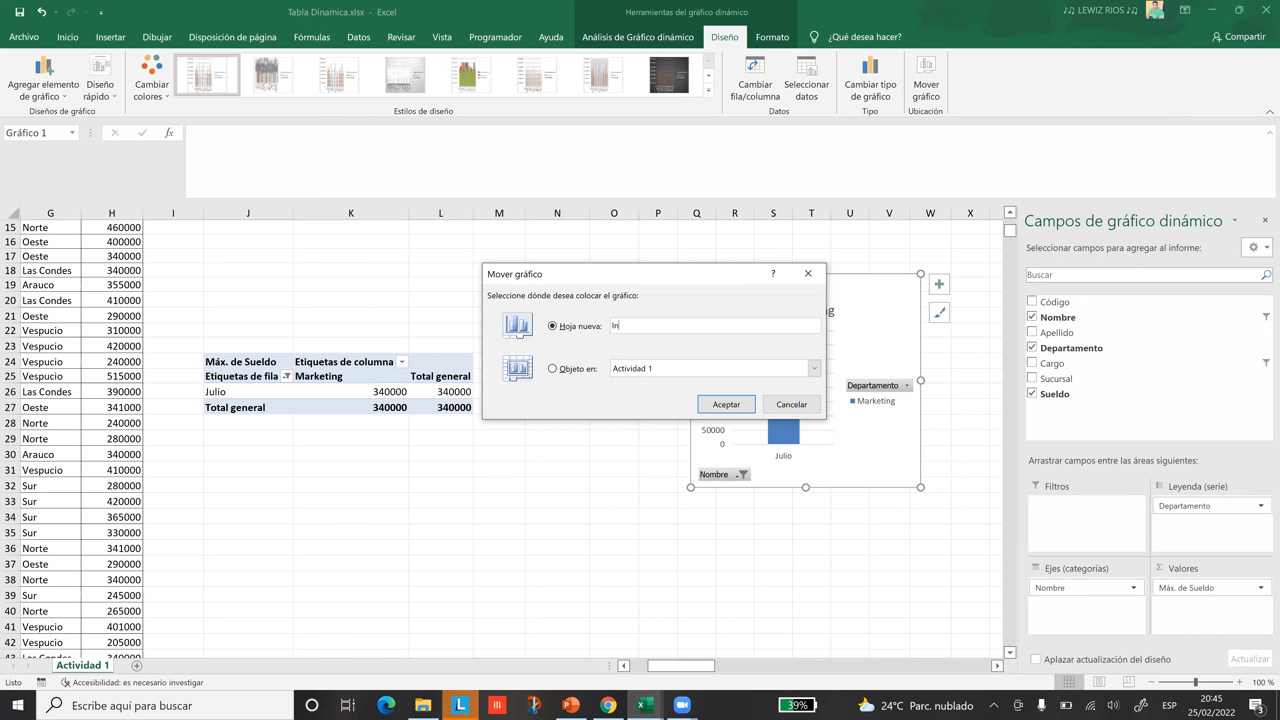 Tabla Dinamica.xlsx - Excel
Herramientas del gráfico dinámico
♫ LEWIZ RIOS ♫
Archivo Inicio Insertar Dibujar Disposición de página Fórmulas Datos Revisar Vista Programador Ayuda Análisis de Gráfico dinámico Diseño Formato ¿Qué desea hacer? Compartir
Agregar elemento de gráfico
Diseño rápido
Cambiar colores
Cambiar fila/columna
Seleccionar datos
Cambiar tipo de gráfico
Mover gráfico
Diseños de gráfico Estilos de diseño Datos Tipo Ubicación
Gráfico 1 fx
G H I J K L M N O P Q R S T U V W X
15 Norte 460000
16 Oeste 400000
17 Oeste 340000
18 Las Condes 340000
19 Arauco 355000
20 Las Condes 410000
21 Oeste 290000
22 Vespucio 310000
23 Vespucio 420000
24 Vespucio 240000 Máx. de Sueldo Etiquetas de columna
25 Vespucio 515000 Etiquetas de fila Marketing Total general
26 Las Condes 390000 Julio 340000 340000
27 Oeste 341000 Total general 340000 340000
28 Norte 240000
29 Norte 280000
30 Arauco 340000
31 Vespucio 410000
32 Sur 280000
33 Sur 420000
34 Sur 365000
35 Sur 330000
36 Norte 341000
37 Oeste 290000
38 Norte 340000
39 Sur 245000
40 Norte 265000
41 Vespucio 401000
42 Vespucio 205000
43 Las Condes 340000
Mover gráfico ?
Seleccione dónde desea colocar el gráfico:
Hoja nueva: In
Objeto en: Actividad 1
Aceptar Cancelar
ng
Departamento
Marketing
50000
0
Julio
Nombre
Campos de gráfico dinámico
Seleccionar campos para agregar al informe:
Buscar
Código
Nombre
Apellido
Departamento
Cargo
Sucursal
Sueldo
Arrastrar campos entre las áreas siguientes:
Filtros Leyenda (serie)
Departamento
Ejes (categorías) Valores
Nombre Máx. de Sueldo
Aplazar actualización del diseño Actualizar
Actividad 1
Listo Accesibilidad: es necesario investigar 100 %
Escribe aquí para buscar
L
39%
24°C Parc. nublado
ESP
20:45
25/02/2022
3